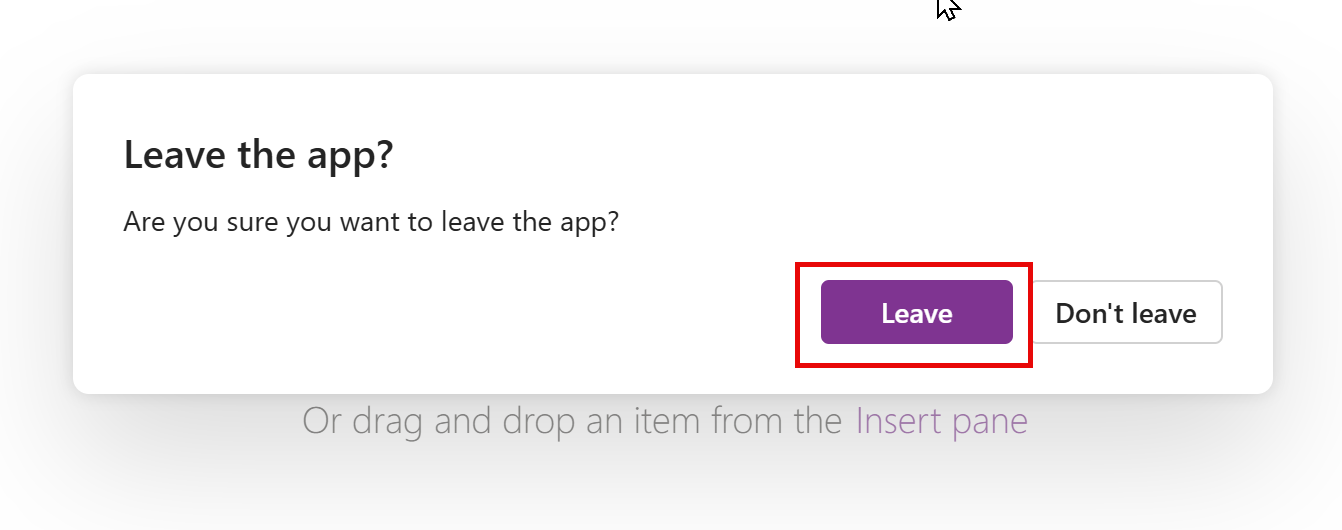 Leave the app?
Are you sure you want to leave the app?
Leave
Don't leave
Or drag and drop an item from the Insert pane